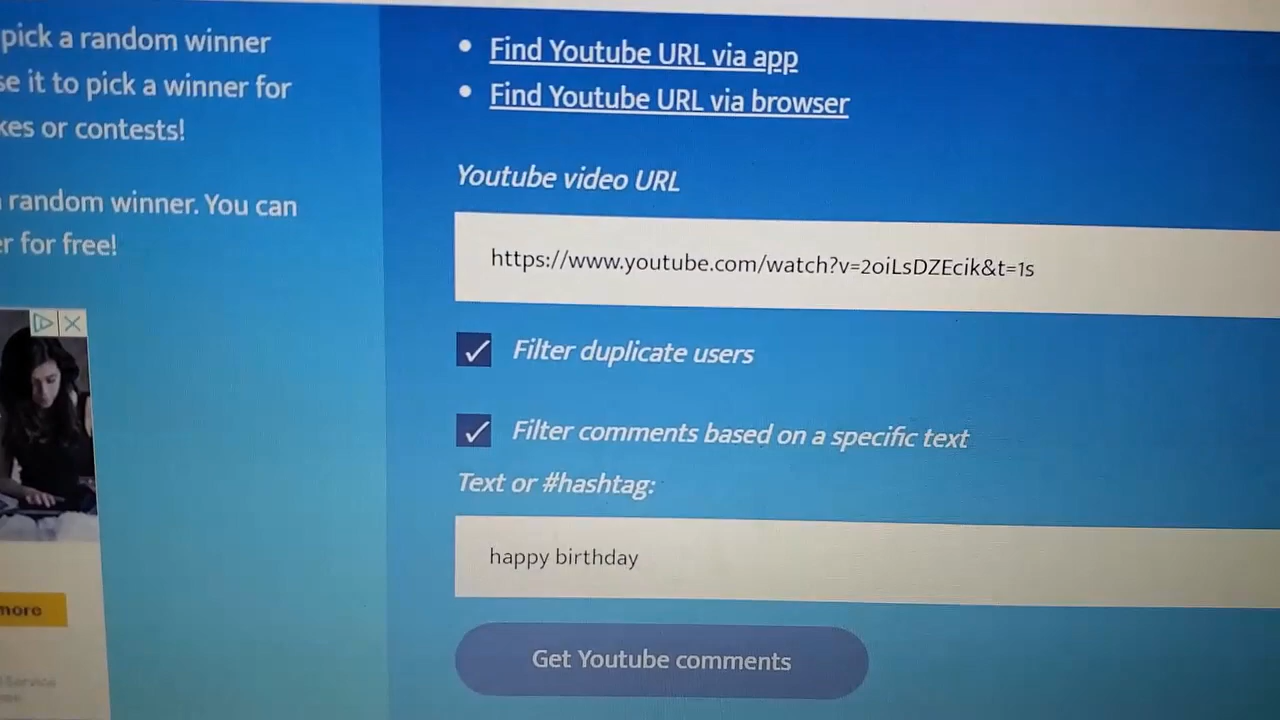 pick a random winner
se it to pick a winner for
kes or contests!
random winner. You can
er for free!
more
• Find Youtube URL via app
• Find Youtube URL via browser
Youtube video URL
https://www.youtube.com/watch?v=2oiLsDZEcik&t=1s
Filter duplicate users
Filter comments based on a specific text
Text or #hashtag:
happy birthday
Get Youtube comments